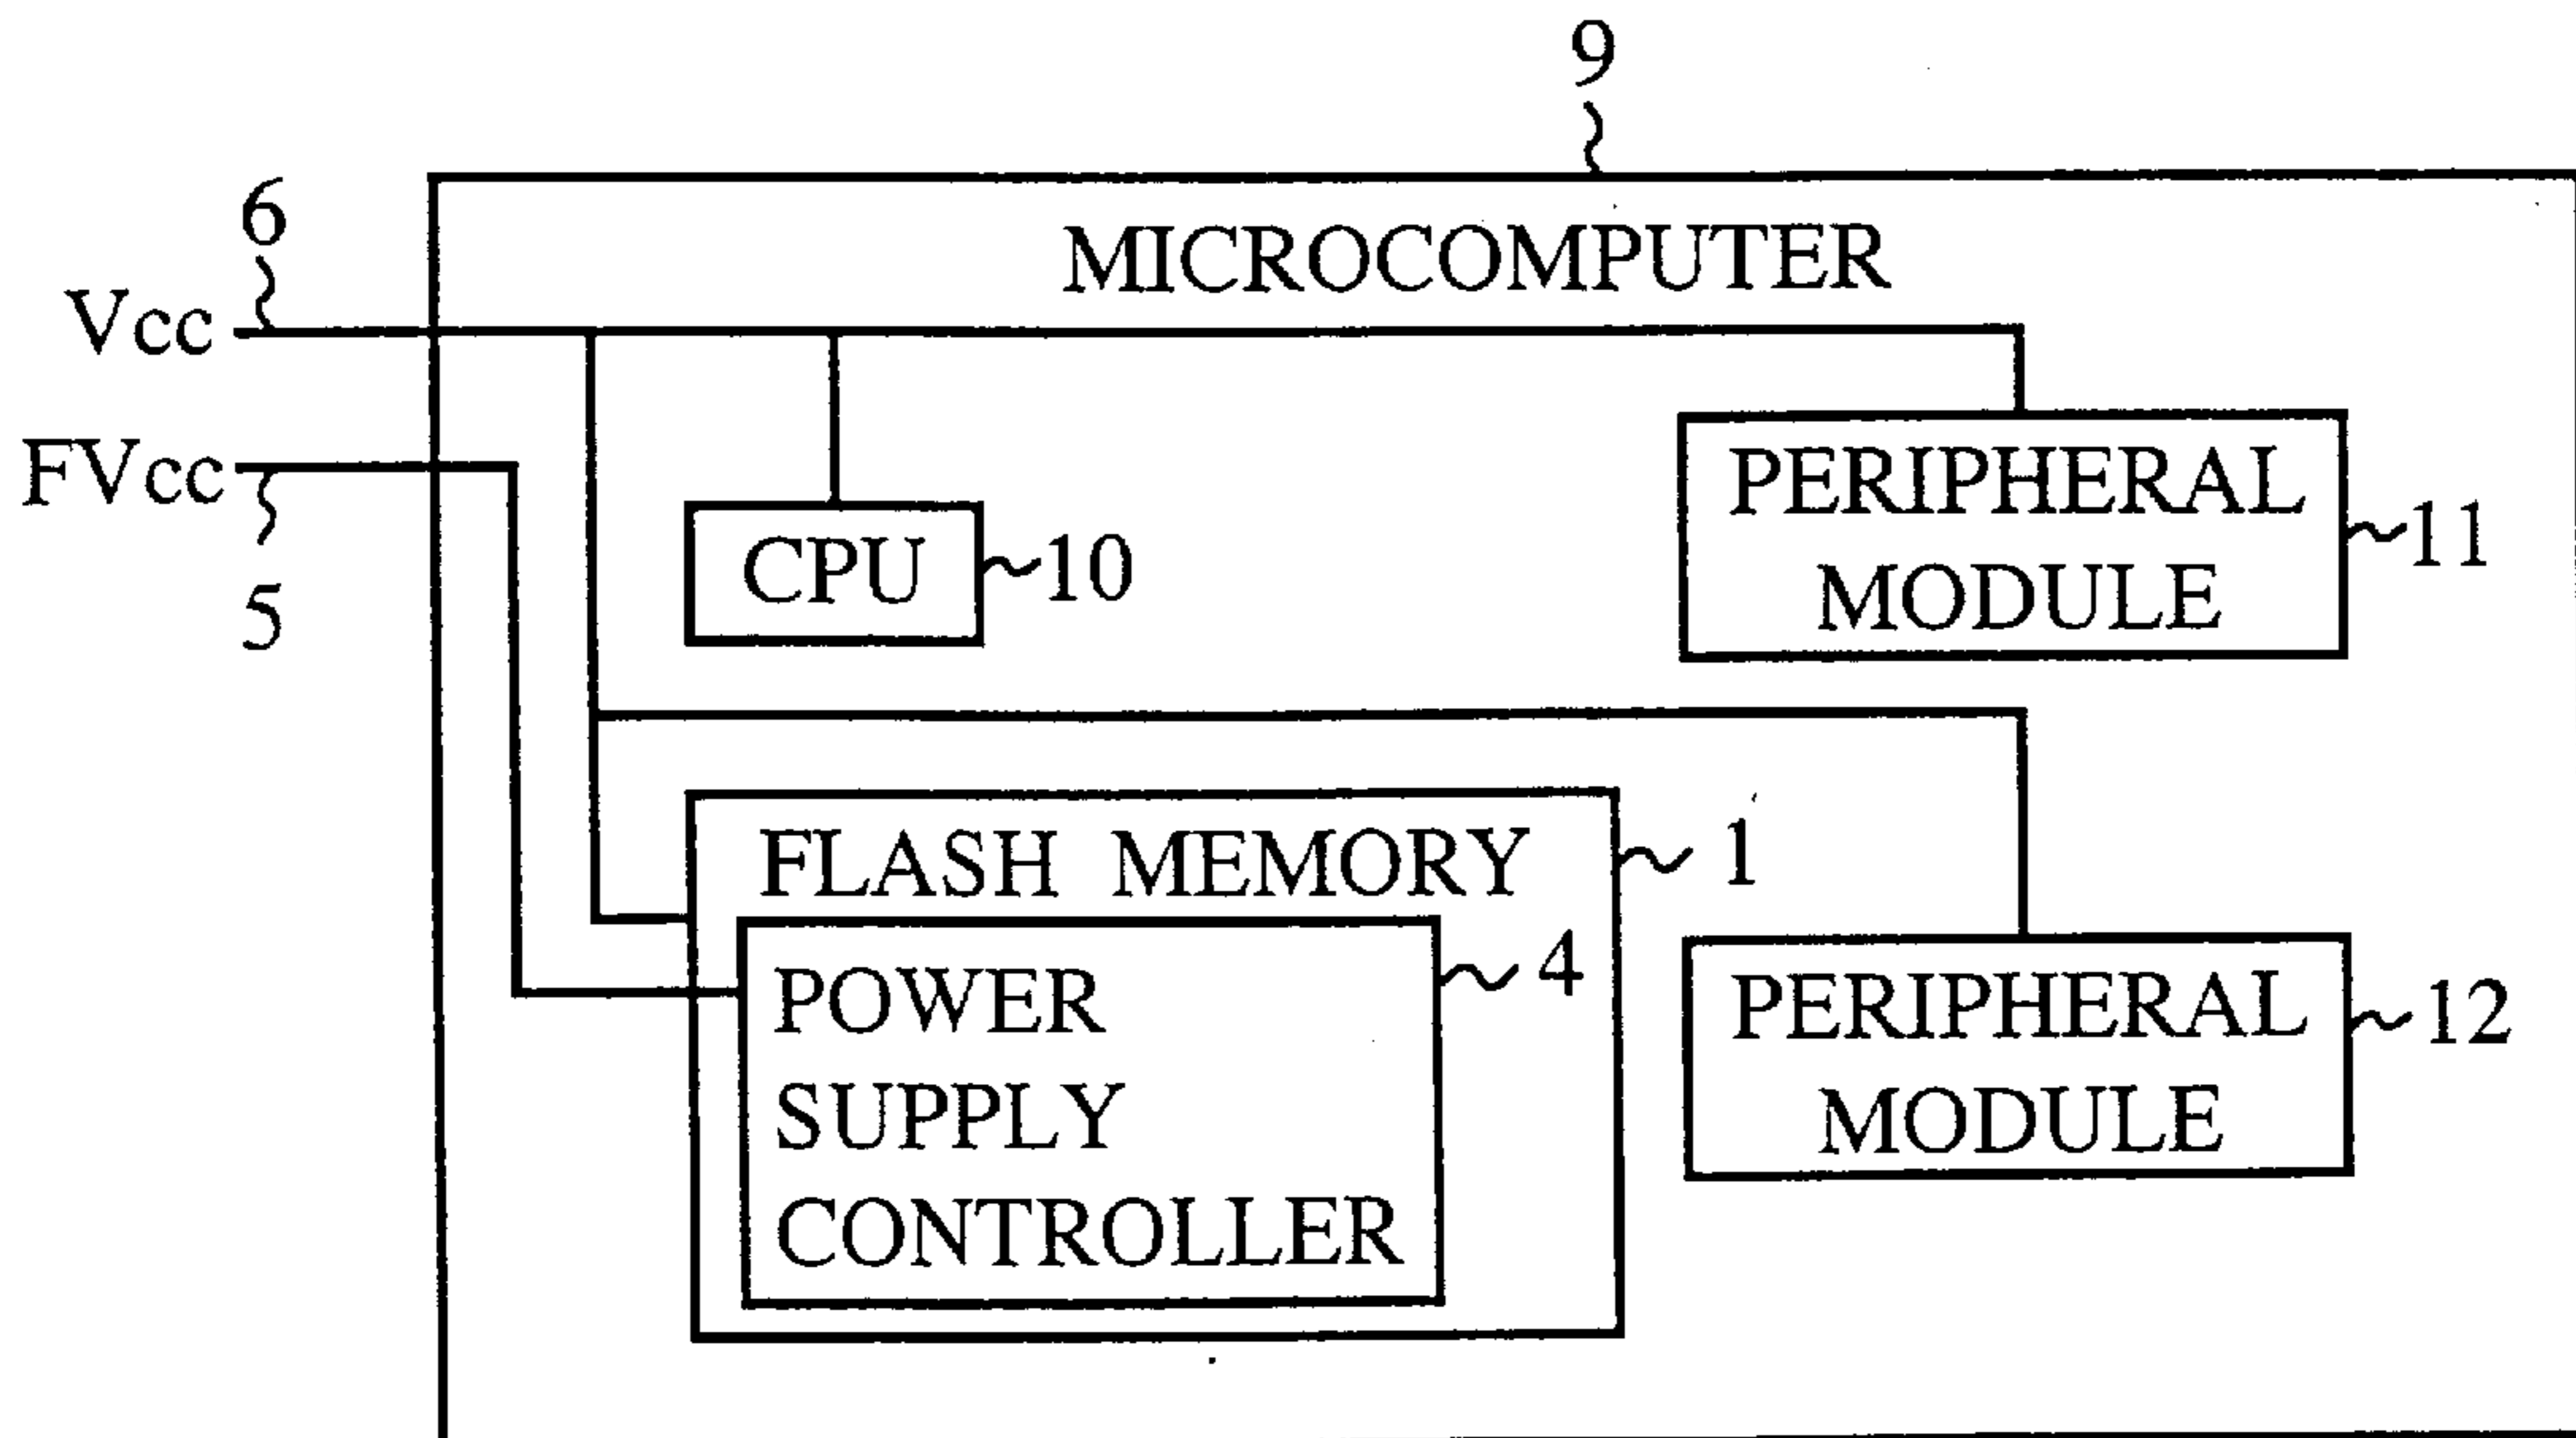 9
6
MICROCOMPUTER
Vcc
FVcc
5
CPU
10
PERIPHERAL
MODULE
11
FLASH MEMORY
1
POWER
SUPPLY
CONTROLLER
4
PERIPHERAL
MODULE
12